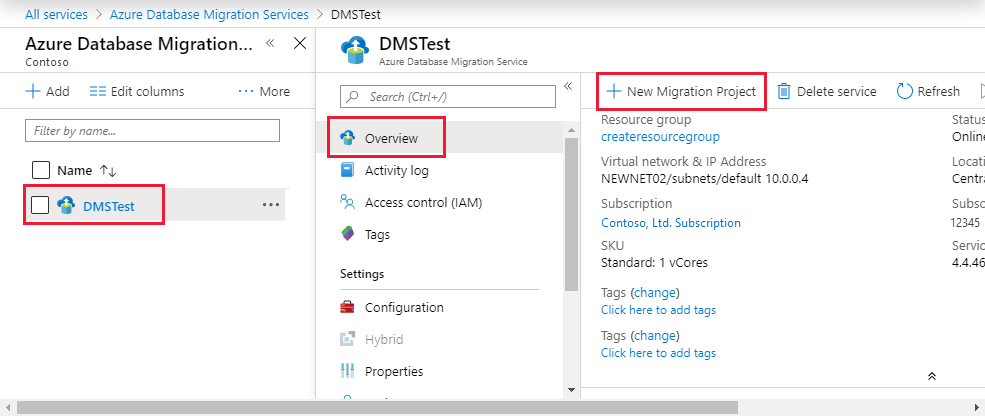 All services > Azure Database Migration Services > DMSTest
Azure Database Migration... «
Contoso
+ Add Edit columns ··· More
Filter by name...
Name ↑↓
DMSTest ···
DMSTest
Azure Database Migration Service
Search (Ctrl+/) «
Overview
Activity log
Access control (IAM)
Tags
Settings
Configuration
Hybrid
Properties
+ New Migration Project Delete service Refresh
Resource group
createresourcegroup
Virtual network & IP Address
NEWNET02/subnets/default 10.0.0.4
Subscription
Contoso, Ltd. Subscription
SKU
Standard: 1 vCores
Tags (change)
Click here to add tags
Tags (change)
Click here to add tags
Status
Online
Locati
Centra
Subsc
12345
Servic
4.4.46